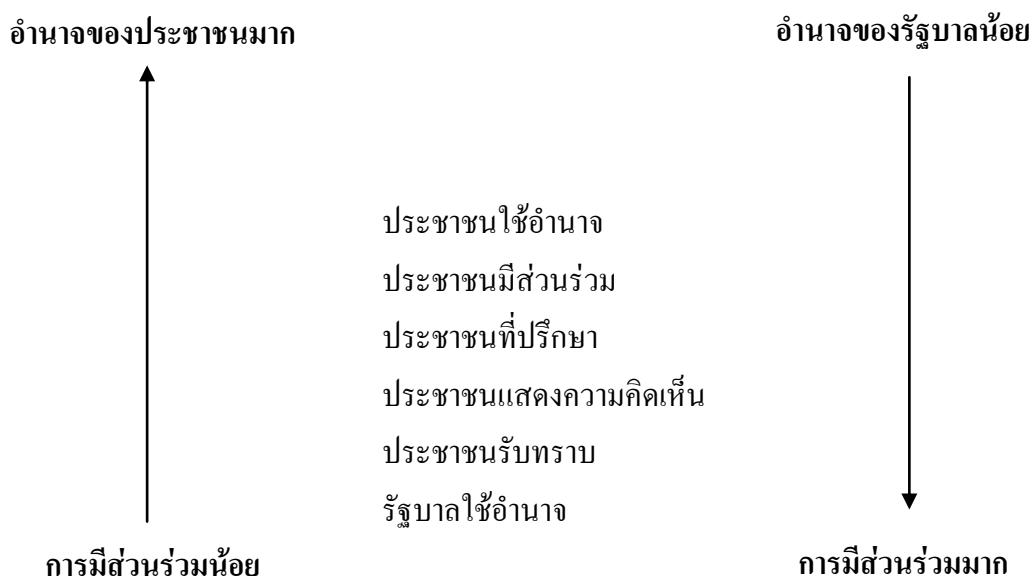 อำนาจของประชาชนมาก
อำนาจของรัฐบาลน้อย
ประชาชนใช้อำนาจ
ประชาชนมีส่วนร่วม
ประชาชนที่ปรึกษา
ประชาชนแสดงความคิดเห็น
ประชาชนรับทราบ
รัฐบาลใช้อำนาจ
การมีส่วนร่วมน้อย
การมีส่วนร่วมมาก